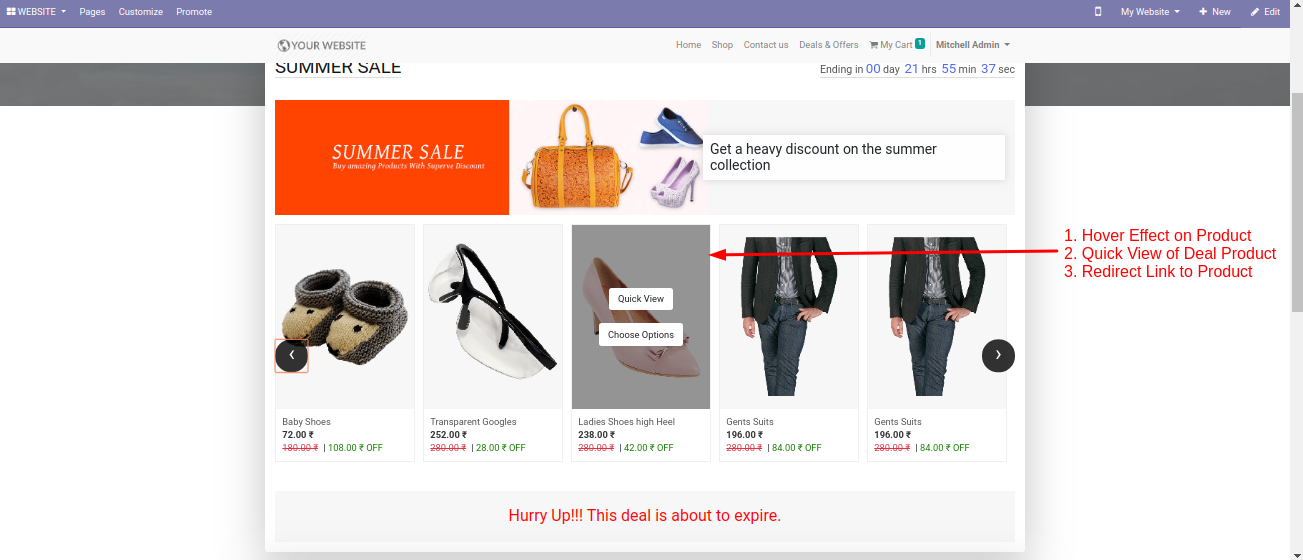 WEBSITE Pages Customize Promote My Website New Edit
YOUR WEBSITE Home Shop Contact us Deals & Offers My Cart 1 Mitchell Admin
SUMMER SALE Ending in 00 day 21 hrs 55 min 37 sec
SUMMER SALE
Buy amazing Products With Superve Discount
Get a heavy discount on the summer
collection
1. Hover Effect on Product
2. Quick View of Deal Product
3. Redirect Link to Product
Quick View
Choose Options
Baby Shoes
72.00 ₹
180.00 ₹ | 108.00 ₹ OFF
Transparent Googles
252.00 ₹
280.00 ₹ | 28.00 ₹ OFF
Ladies Shoes high Heel
238.00 ₹
280.00 ₹ | 42.00 ₹ OFF
Gents Suits
196.00 ₹
280.00 ₹ | 84.00 ₹ OFF
Gents Suits
196.00 ₹
280.00 ₹ | 84.00 ₹ OFF
Hurry Up!!! This deal is about to expire.